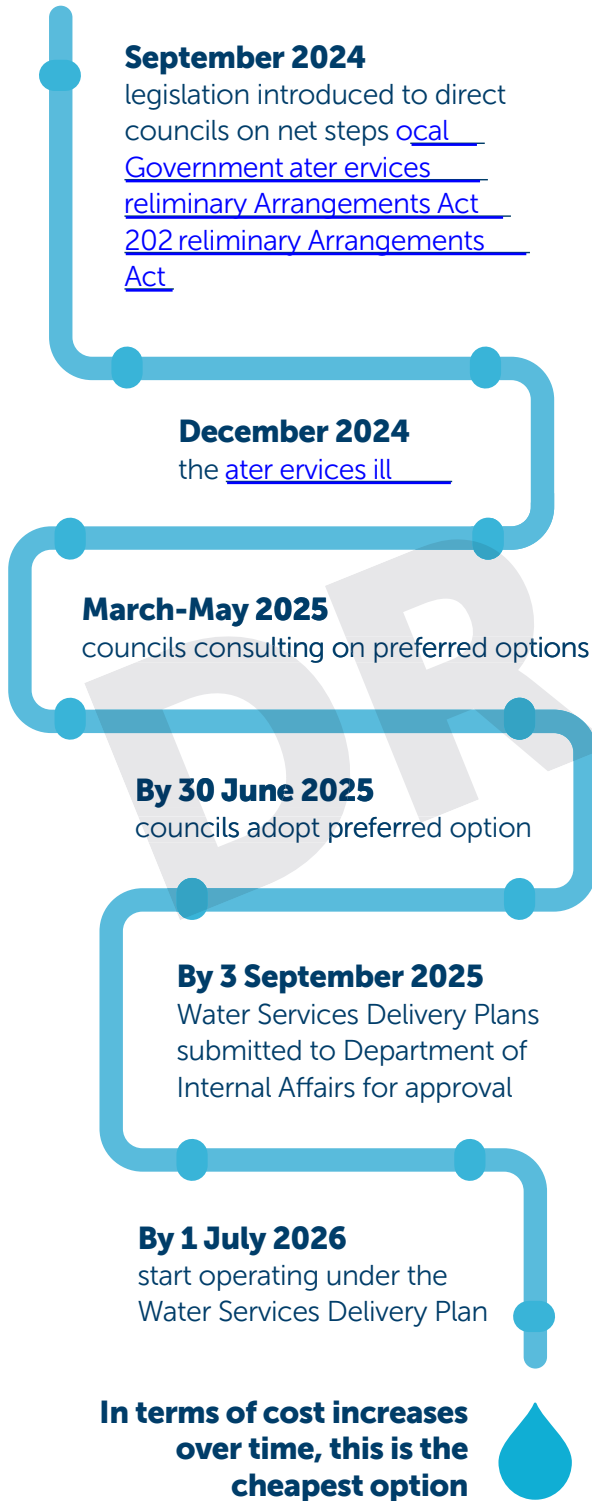 September 2024
legislation introduced to direct
councils on net steps ocal
Government ater ervices
reliminary Arrangements Act
202 reliminary Arrangements
Act
December 2024
the ater ervices ill
March-May 2025
councils consulting on preferred options
By 30 June 2025
councils adopt preferred option
By 3 September 2025
Water Services Delivery Plans
submitted to Department of
Internal Affairs for approval
By 1 July 2026
start operating under the
Water Services Delivery Plan
In terms of cost increases
over time, this is the
cheapest option
DR